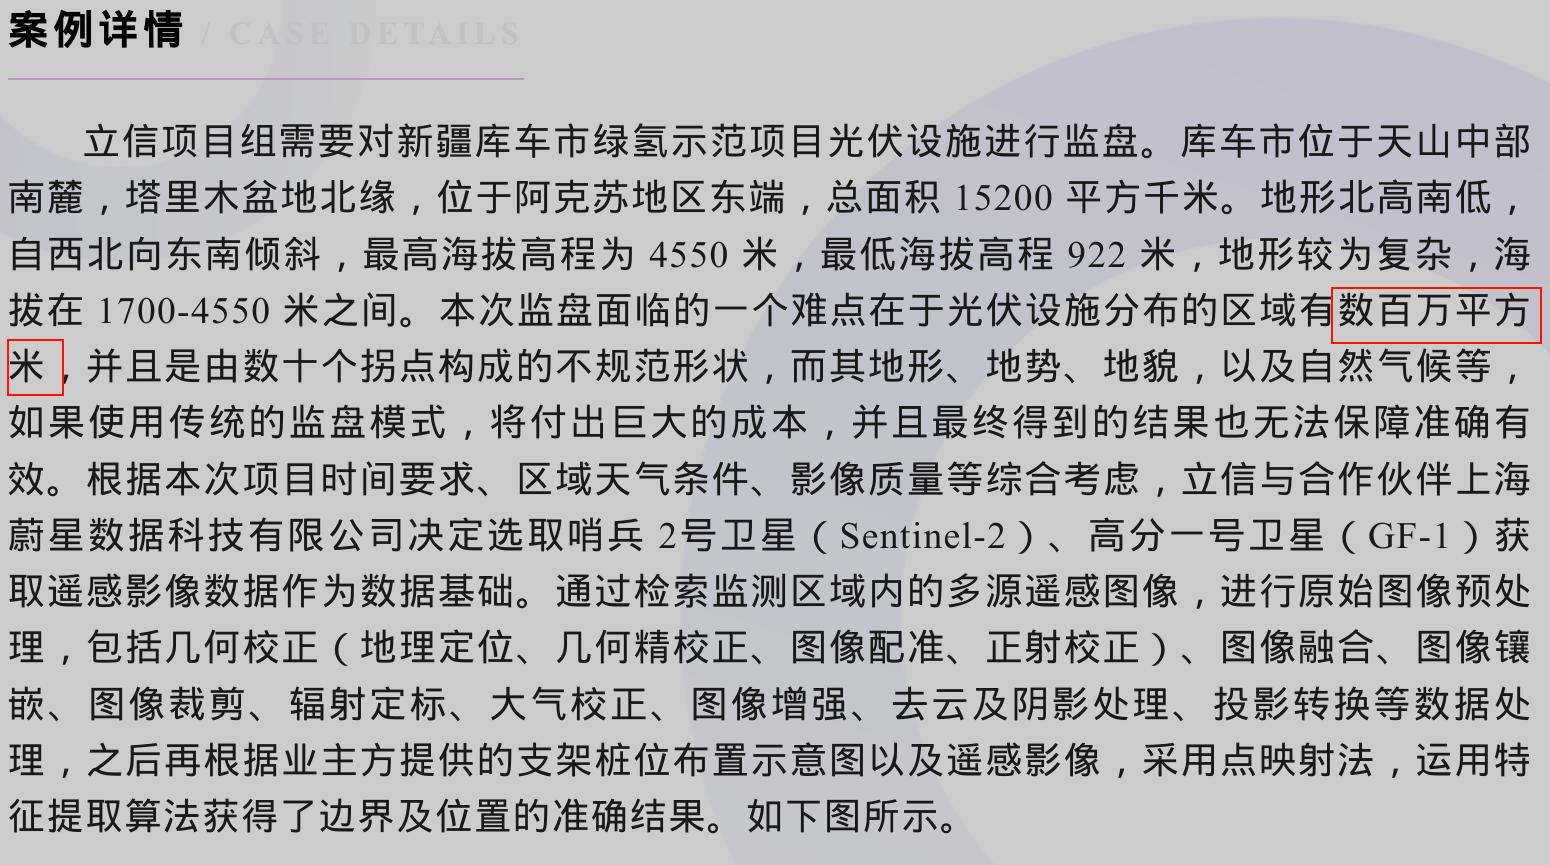 案例详情 / CASE DETAILS
立信项目组需要对新疆库车市绿氢示范项目光伏设施进行监盘。库车市位于天山中部
南麓，塔里木盆地北缘，位于阿克苏地区东端，总面积 15200 平方千米。地形北高南低，
自西北向东南倾斜，最高海拔高程为 4550 米，最低海拔高程 922 米，地形较为复杂，海
拔在 1700-4550 米之间。本次监盘面临的一个难点在于光伏设施分布的区域有数百万平方
米，并且是由数十个拐点构成的不规范形状，而其地形、地势、地貌，以及自然气候等，
如果使用传统的监盘模式，将付出巨大的成本，并且最终得到的结果也无法保障准确有
效。根据本次项目时间要求、区域天气条件、影像质量等综合考虑，立信与合作伙伴上海
蔚星数据科技有限公司决定选取哨兵 2号卫星（Sentinel-2）、高分一号卫星（GF-1）获
取遥感影像数据作为数据基础。通过检索监测区域内的多源遥感图像，进行原始图像预处
理，包括几何校正（地理定位、几何精校正、图像配准、正射校正）、图像融合、图像镶
嵌、图像裁剪、辐射定标、大气校正、图像增强、去云及阴影处理、投影转换等数据处
理，之后再根据业主方提供的支架桩位布置示意图以及遥感影像，采用点映射法，运用特
征提取算法获得了边界及位置的准确结果。如下图所示。